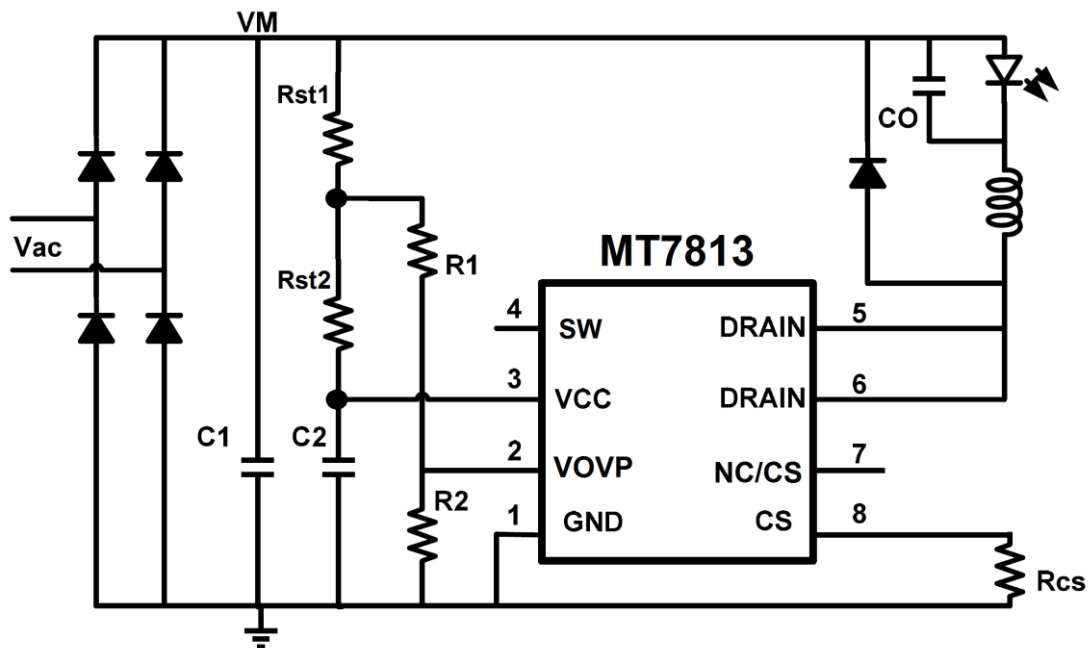 VM
Rst1
CO
Vac
R1
MT7813
Rst2
4
SW
DRAIN
5
3
VCC
DRAIN
6
C1
C2
2
VOVP
NC/CS
7
R2
1
GND
CS
8
Rcs